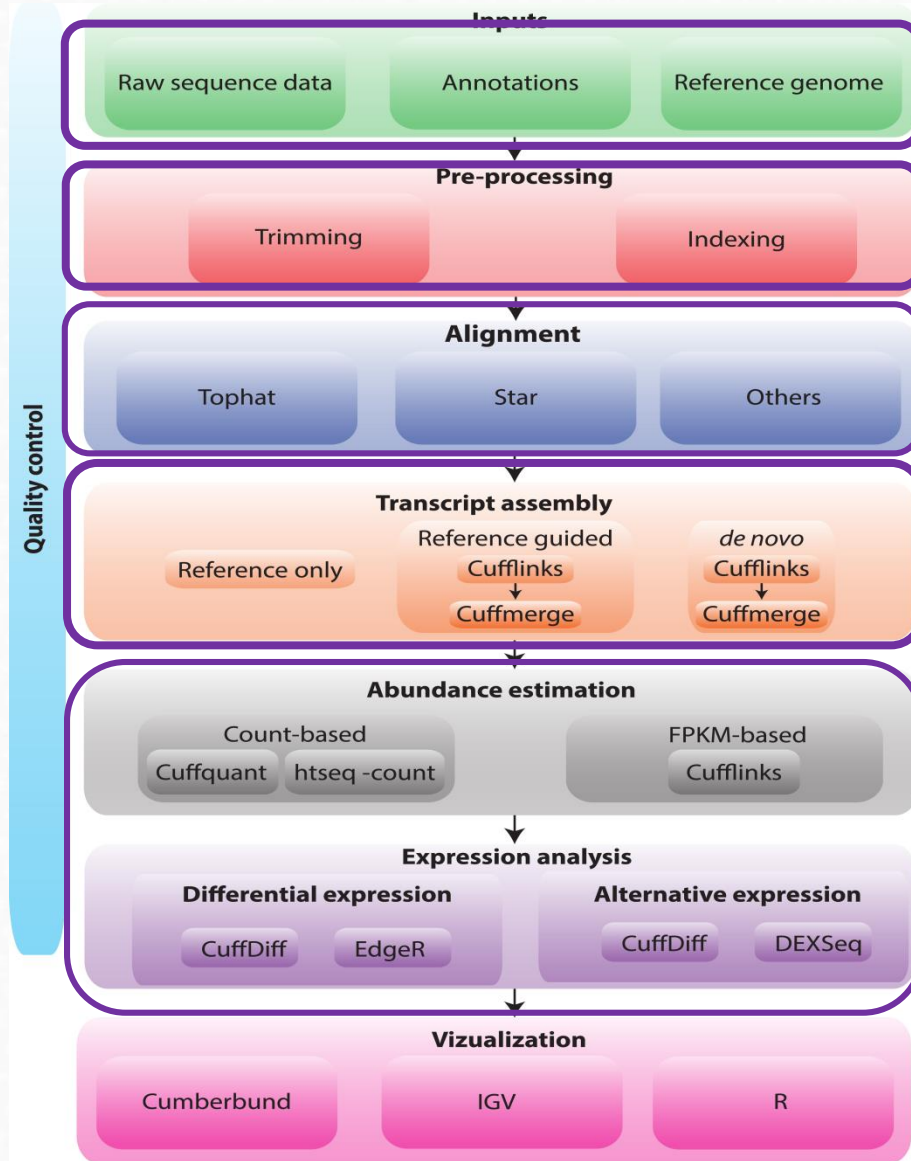 Inputs
Raw sequence data
Annotations
Reference genome
Pre-processing
Trimming
Indexing
Alignment
Tophat
Star
Others
Quality control
Transcript assembly
Reference only
Reference guided
Cufflinks
Cuffmerge
de novo
Cufflinks
Cuffmerge
Abundance estimation
Count-based
Cuffquant
htseq -count
FPKM-based
Cufflinks
Expression analysis
Differential expression
CuffDiff
EdgeR
Alternative expression
CuffDiff
DEXSeq
Vizualization
Cumberbund
IGV
R